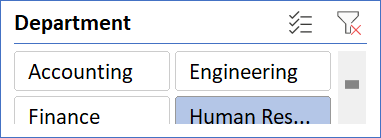 Department
Accounting Engineering
Finance Human Res...